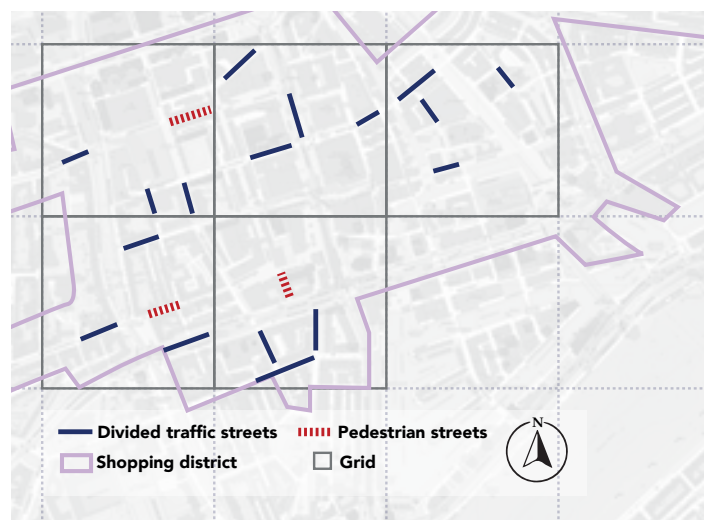 Divided traffic streets
Pedestrian streets
N
Shopping district
Grid